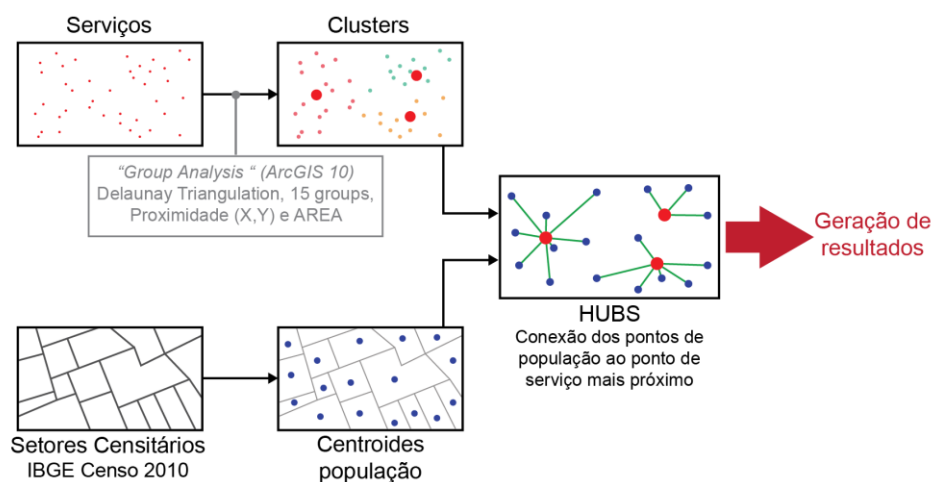 Serviços
Clusters
“Group Analysis “ (ArcGIS 10)
Delaunay Triangulation, 15 groups,
Proximidade (X,Y) e AREA
Geração de
resultados
HUBS
Conexão dos pontos de
população ao ponto de
serviço mais próximo
Setores Censitários
IBGE Censo 2010
Centroides
população